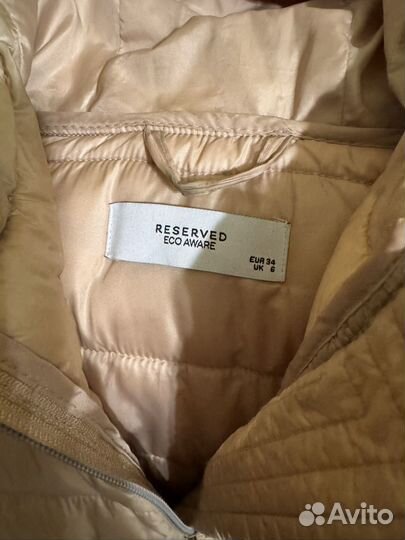 RESERVED
ECO AWARE
EUR 34
UK 6
Avito